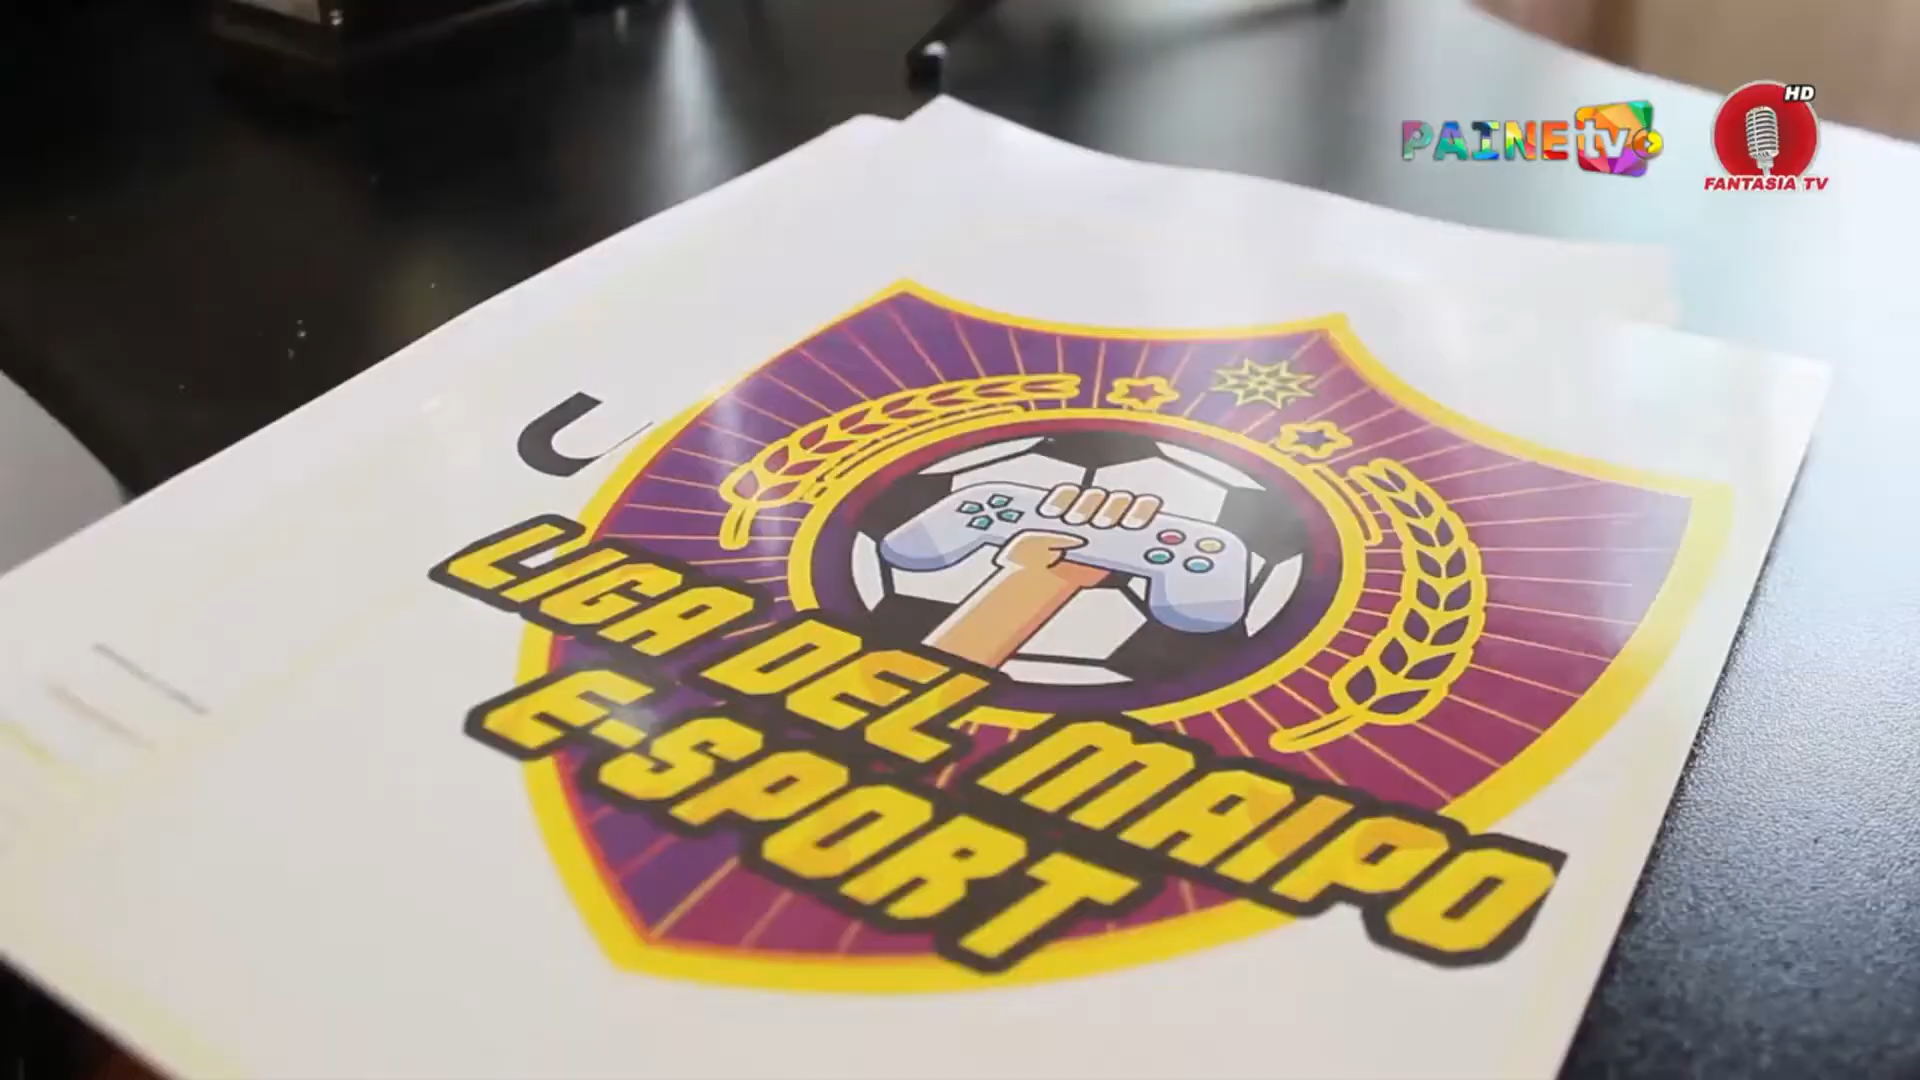 PAINE tv
HD
FANTASIA TV
LIGA DEL MAIPO
E-SPORT